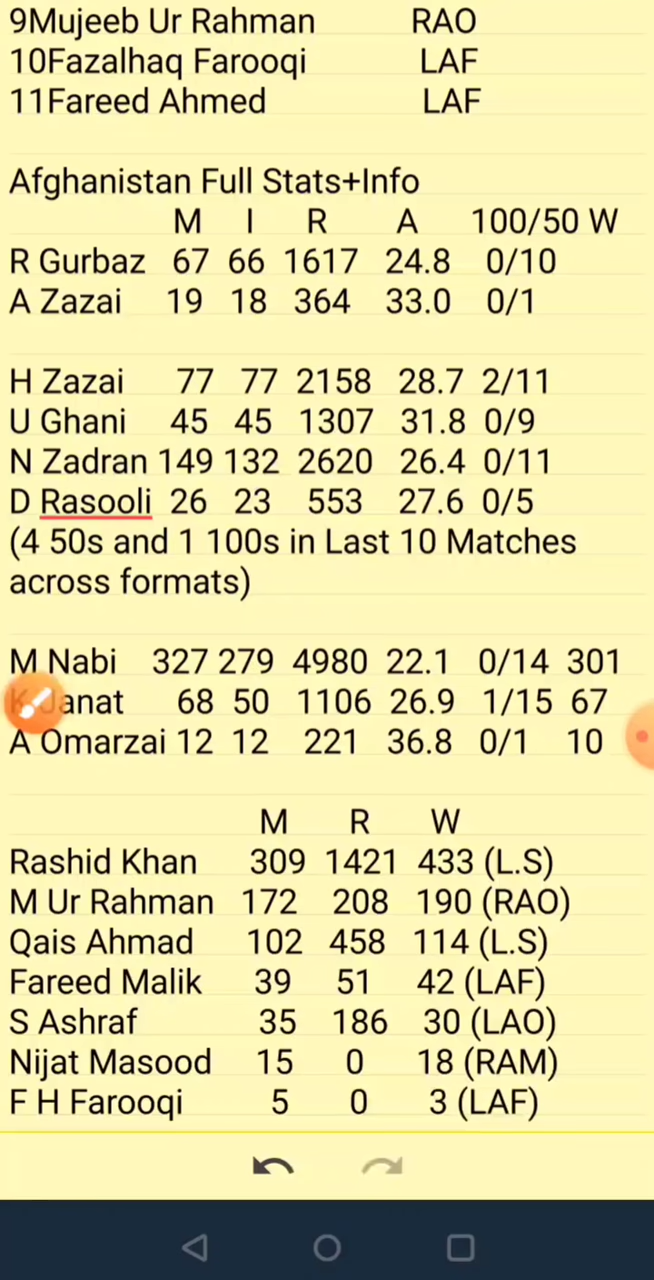 9Mujeeb Ur Rahman RAO
10Fazalhaq Farooqi LAF
11Fareed Ahmed LAF
Afghanistan Full Stats+Info
M I R A 100/50 W
R Gurbaz 67 66 1617 24.8 0/10
A Zazai 19 18 364 33.0 0/1
H Zazai 77 77 2158 28.7 2/11
U Ghani 45 45 1307 31.8 0/9
N Zadran 149 132 2620 26.4 0/11
D Rasooli 26 23 553 27.6 0/5
(4 50s and 1 100s in Last 10 Matches
across formats)
M Nabi 327 279 4980 22.1 0/14 301
anat 68 50 1106 26.9 1/15 67
A Omarzai 12 12 221 36.8 0/1 10
M R W
Rashid Khan 309 1421 433 (L.S)
M Ur Rahman 172 208 190 (RAO)
Qais Ahmad 102 458 114 (L.S)
Fareed Malik 39 51 42 (LAF)
S Ashraf 35 186 30 (LAO)
Nijat Masood 15 0 18 (RAM)
F H Farooqi 5 0 3 (LAF)